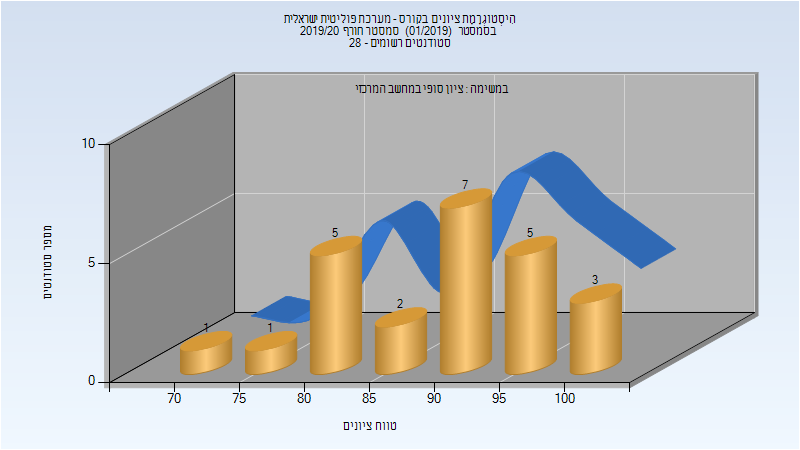 היסטוגרמת ציונים בקורס - מערכת פוליטית ישראלית
בסמסטר (01/2019) סמסטר חורף 2019/20
סטודנטים רשומים - 28
במשימה : ציון סופי במחשב המרכזי
מספר סטודנטים
10
5
0
1
1
5
2
7
5
3
70
75
80
85
90
95
100
טווח ציונים